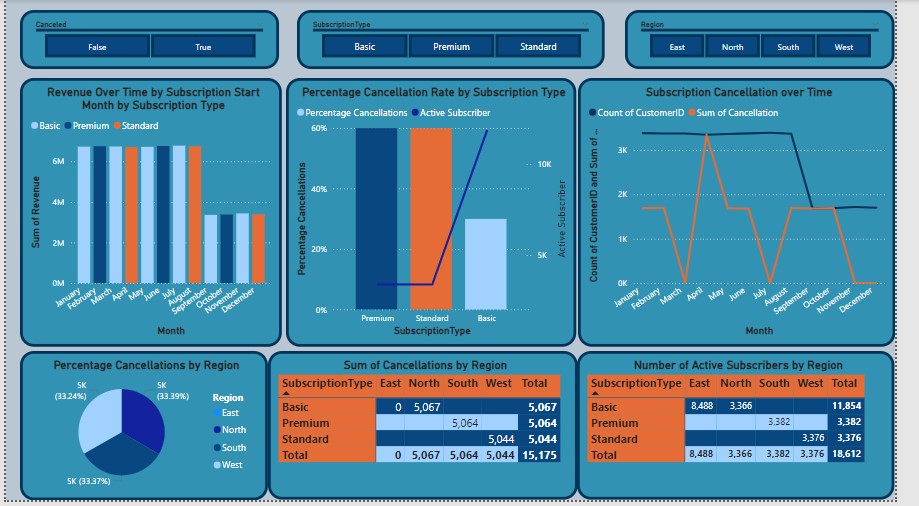 Canceled
False True
SubscriptionType
Basic Premium Standard
Region
East North South West
Revenue Over Time by Subscription Start
Month by Subscription Type
Basic Premium Standard
Sum of Revenue
6M
4M
2M
0M
January
February
March
April
May
June
July
August
September
October
November
December
Month
Percentage Cancellation Rate by Subscription Type
Percentage Cancellations Active Subscriber
Percentage Cancellations
60%
40%
20%
0%
10K
5K
Active Subscriber
Premium Standard Basic
SubscriptionType
Subscription Cancellation over Time
Count of CustomerID Sum of Cancellation
Count of CustomerID and Sum of ...
3K
2K
1K
0K
January
February
March
April
May
June
July
August
September
October
November
December
Month
Percentage Cancellations by Region
5K
(33.24%)
5K
(33.39%)
5K (33.37%)
Region
East
North
South
West
Sum of Cancellations by Region
SubscriptionType East North South West Total
Basic 0 5,067 5,067
Premium 5,064 5,064
Standard 5,044 5,044
Total 0 5,067 5,064 5,044 15,175
Number of Active Subscribers by Region
SubscriptionType East North South West Total
Basic 8,488 3,366 11,854
Premium 3,382 3,382
Standard 3,376 3,376
Total 8,488 3,366 3,382 3,376 18,612